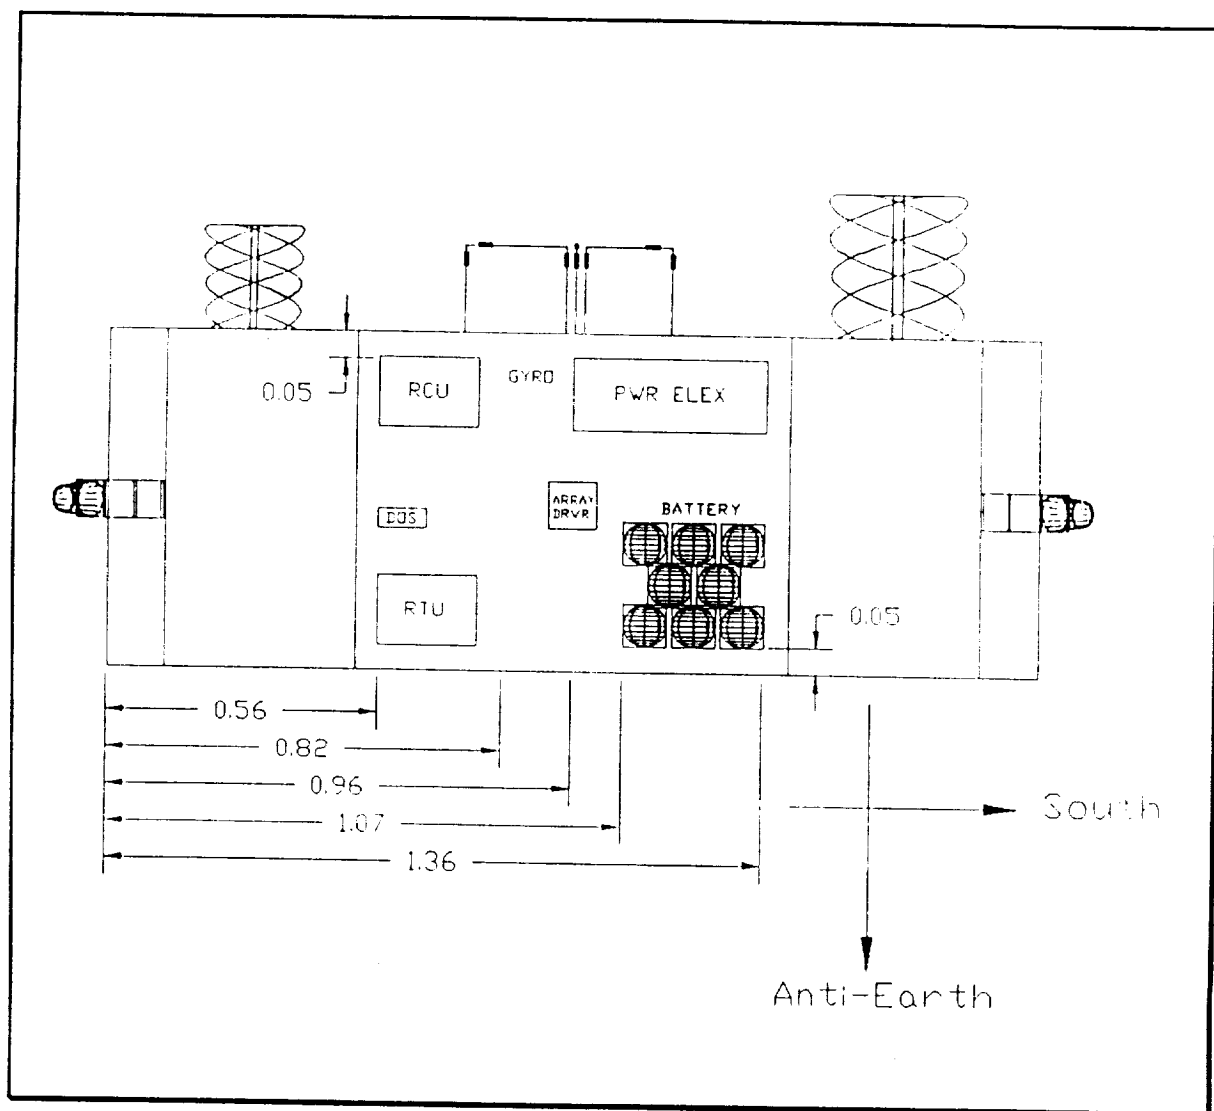 0.05
RCU
GYRO
PWR ELEX
ARRAY
DRVR
BATTERY
DJS
RTU
0.05
0.56
0.82
0.96
1.07
1.36
South
Anti-Earth